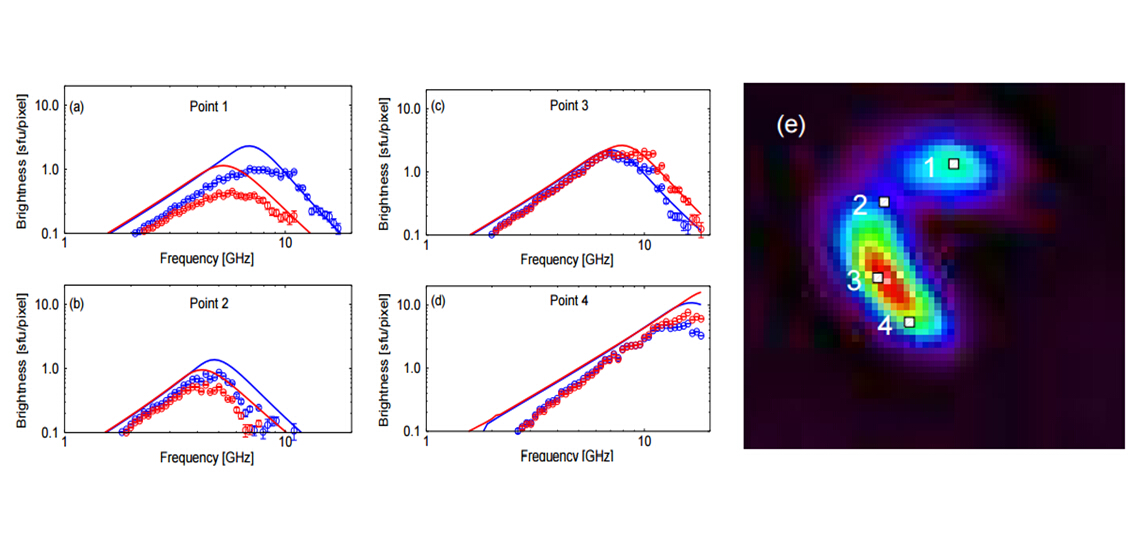 (a) Point 1
Brightness [sfu/pixel]
10.0
1.0
0.1
1 10
Frequency [GHz]
(c) Point 3
Brightness [sfu/pixel]
10.0
1.0
0.1
1 10
Frequency [GHz]
(b) Point 2
Brightness [sfu/pixel]
10.0
1.0
0.1
1 10
Frequency [GHz]
(d) Point 4
Brightness [sfu/pixel]
10.0
1.0
0.1
1 10
Frequency [GHz]
(e)
1
2
3
4